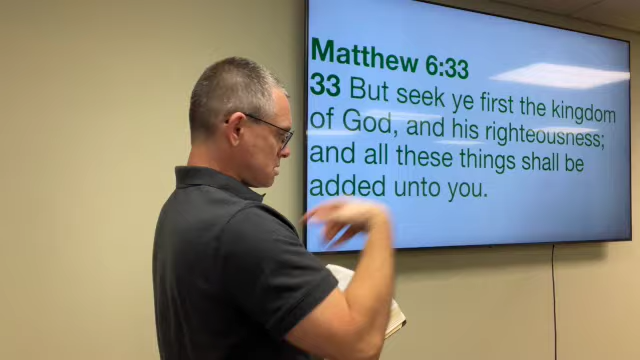 Matthew 6:33
33 But seek ye first the kingdom
of God, and his righteousness;
and all these things shall be
added unto you.